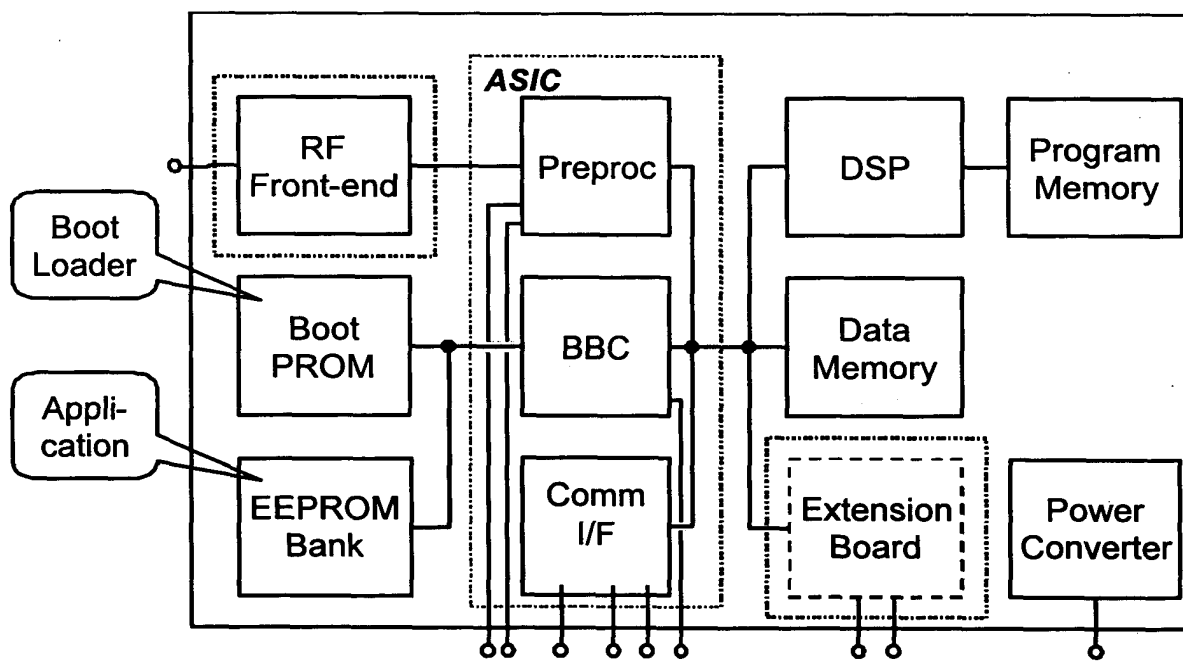 ASIC
RF
Front-end
Preproc
DSP
Program
Memory
Boot
Loader
Boot
PROM
BBC
Data
Memory
Appli-
cation
EEPROM
Bank
Comm
I/F
Extension
Board
Power
Converter